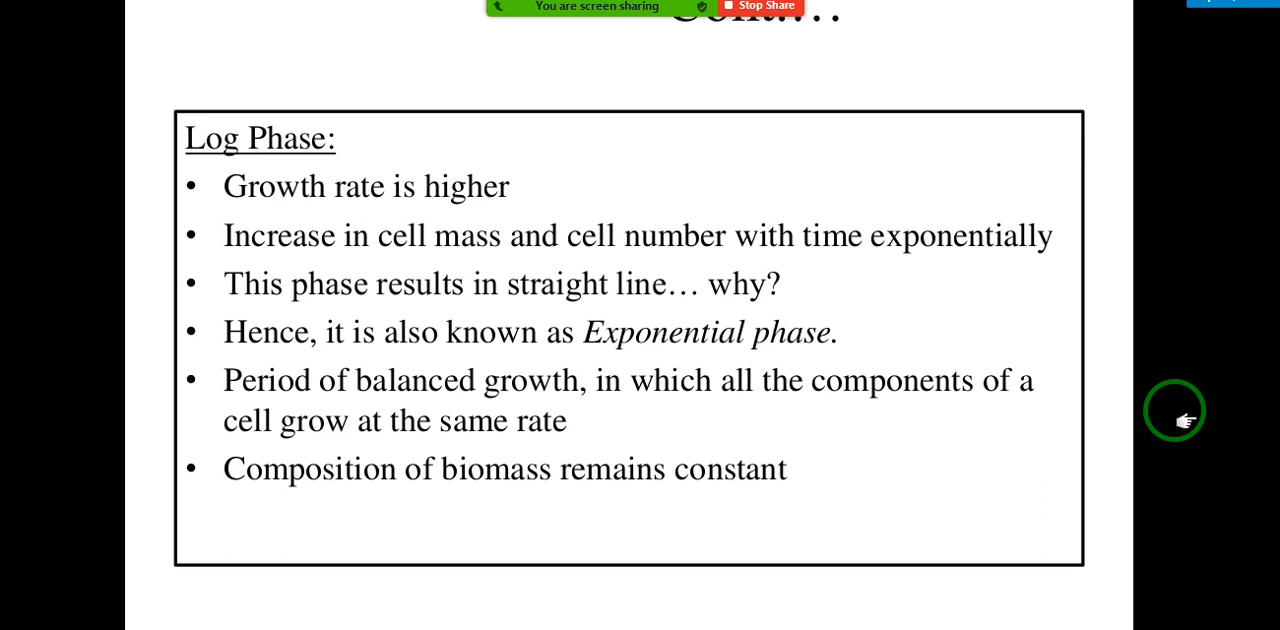 You are screen sharing
Stop Share
Log Phase:
• Growth rate is higher
• Increase in cell mass and cell number with time exponentially
• This phase results in straight line… why?
• Hence, it is also known as Exponential phase.
• Period of balanced growth, in which all the components of a
cell grow at the same rate
• Composition of biomass remains constant